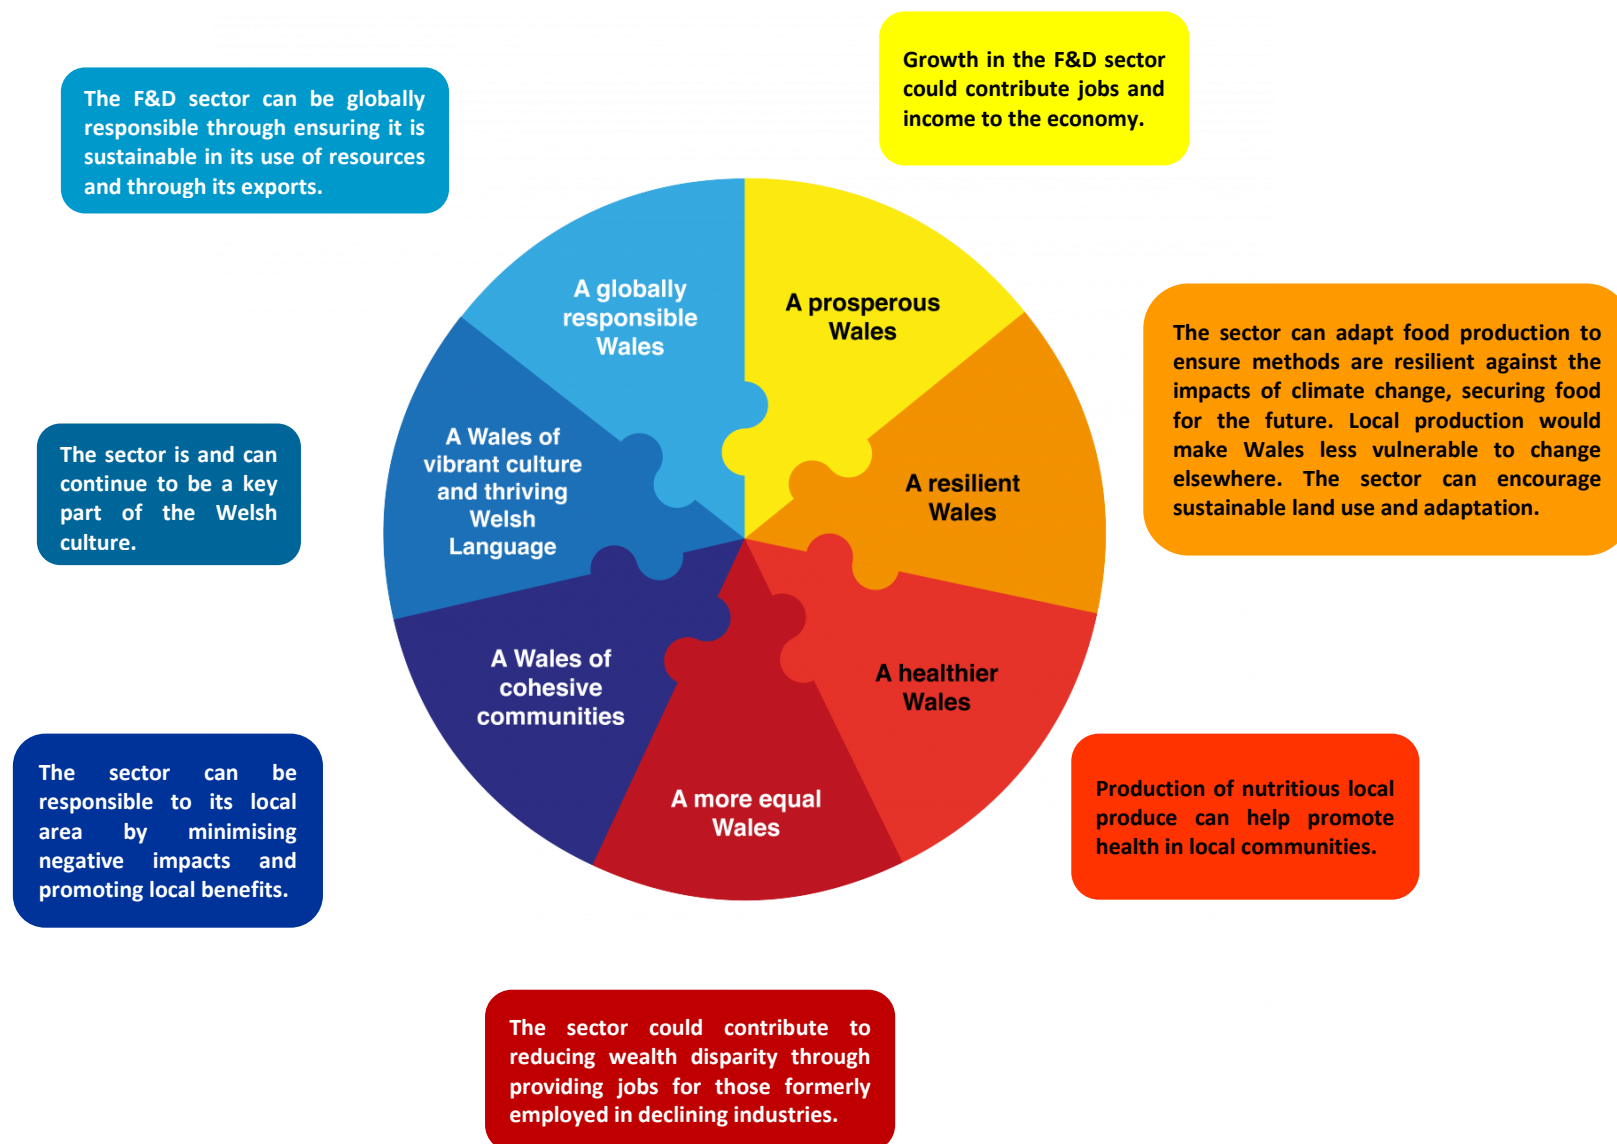 Growth in the F&D sector
could contribute jobs and
income to the economy.
The F&D sector can be globally
responsible through ensuring it is
sustainable in its use of resources
and through its exports.
A globally
responsible
Wales
A prosperous
Wales
The sector can adapt food production to
ensure methods are resilient against the
impacts of climate change, securing food
for the future. Local production would
make Wales less vulnerable to change
elsewhere. The sector can encourage
sustainable land use and adaptation.
The sector is and can
continue to be a key
part of the Welsh
culture.
A Wales of
vibrant culture
and thriving
Welsh
Language
A resilient
Wales
A Wales of
cohesive
communities
A healthier
Wales
The sector can be
responsible to its local
area by minimising
negative impacts and
promoting local benefits.
A more equal
Wales
Production of nutritious local
produce can help promote
health in local communities.
The sector could contribute to
reducing wealth disparity through
providing jobs for those formerly
employed in declining industries.